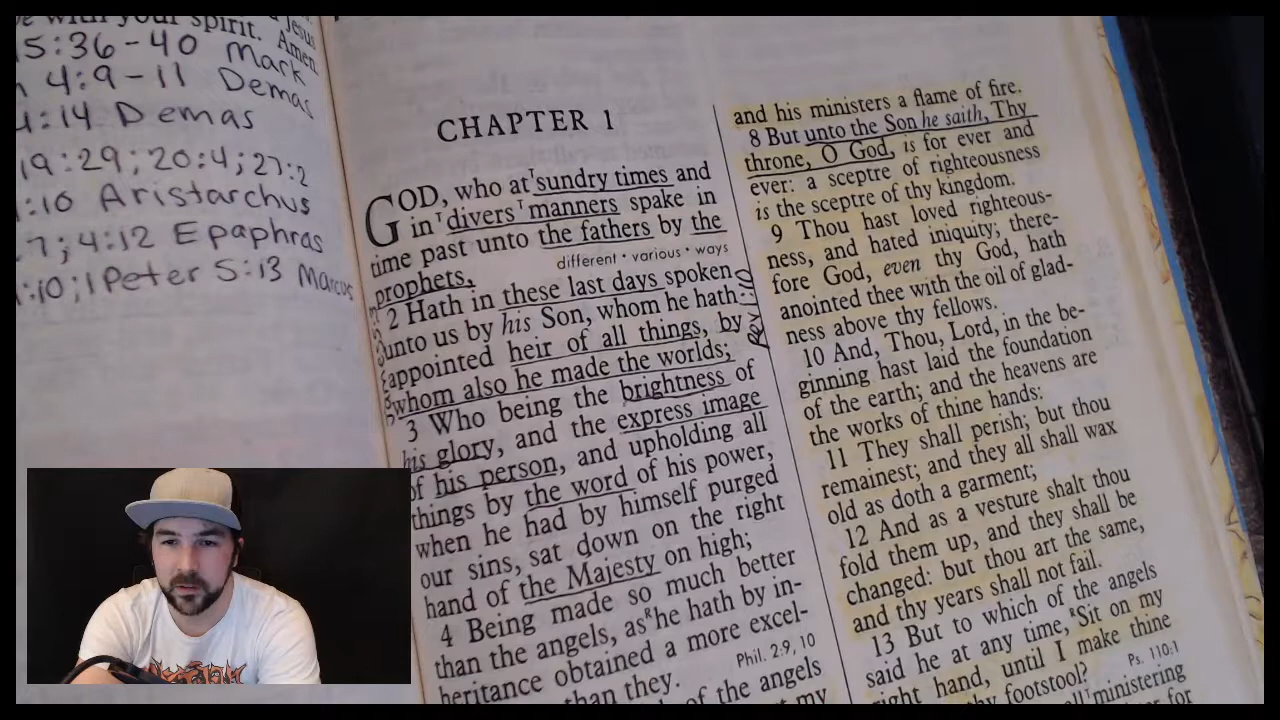 with your spirit. Amen
5:36-40 Mark
4:9-11 Demas
4:14 Demas
19:29; 20:4; 27:2
:10 Aristarchus
7; 4:12 Epaphras
:10; 1 Peter 5:13 Marcus
CHAPTER 1
GOD, who at sundry times and
in divers manners spake in
time past unto the fathers by the
different • various • ways
prophets,
2 Hath in these last days spoken
unto us by his Son, whom he hath
appointed heir of all things, by
whom also he made the worlds;
3 Who being the brightness of
his glory, and the express image
of his person, and upholding all
things by the word of his power,
when he had by himself purged
our sins, sat down on the right
hand of the Majesty on high;
4 Being made so much better
than the angels, as he hath by in-
heritance obtained a more excel-
Phil. 2:9, 10
than they.
of the angels
my
and his ministers a flame of fire.
8 But unto the Son he saith, Thy
throne, O God, is for ever and
ever: a sceptre of righteousness
is the sceptre of thy kingdom.
9 Thou hast loved righteous-
ness, and hated iniquity; there-
fore God, even thy God, hath
anointed thee with the oil of glad-
ness above thy fellows.
10 And, Thou, Lord, in the be-
ginning hast laid the foundation
of the earth; and the heavens are
the works of thine hands:
11 They shall perish; but thou
remainest; and they all shall wax
old as doth a garment;
12 And as a vesture shalt thou
fold them up, and they shall be
changed: but thou art the same,
and thy years shall not fail.
13 But to which of the angels
said he at any time, Sit on my
right hand, until I make thine
footstool?
Ps. 110:1
ministering
for